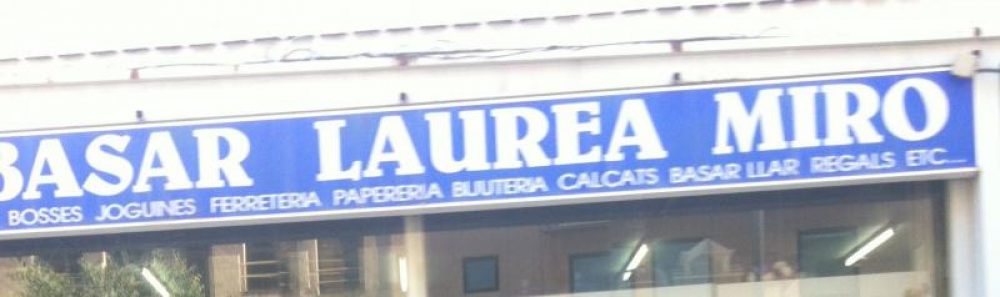 BASAR LAUREA MIRO
BOSSES JOGUINES FERRETERIA PAPERERIA BIJUTERIA CALCATS BASAR LLAR REGALS ETC....